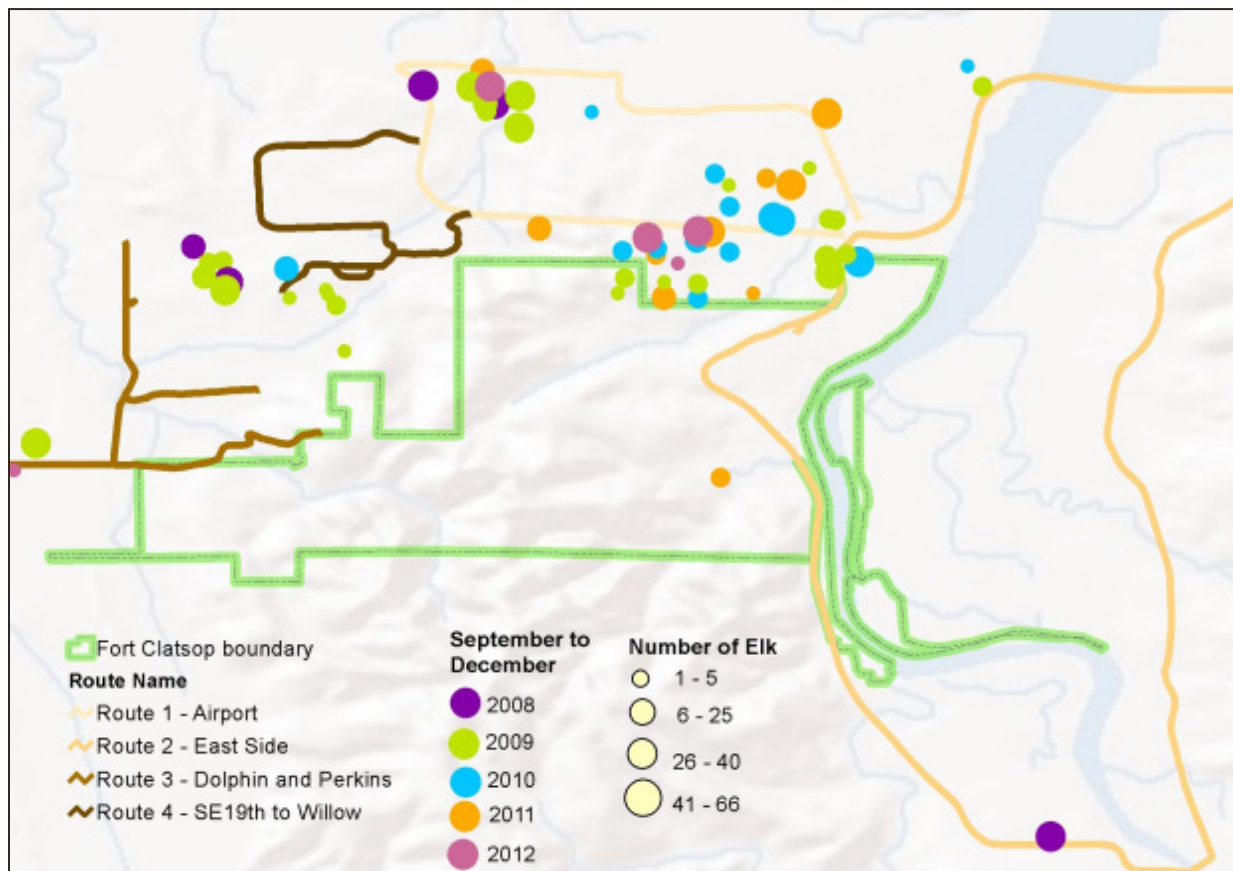 Fort Clatsop boundary
Route Name
Route 1 - Airport
Route 2 - East Side
Route 3 - Dolphin and Perkins
Route 4 - SE19th to Willow
September to
December
2008
2009
2010
2011
2012
Number of Elk
1 - 5
6 - 25
26 - 40
41 - 66